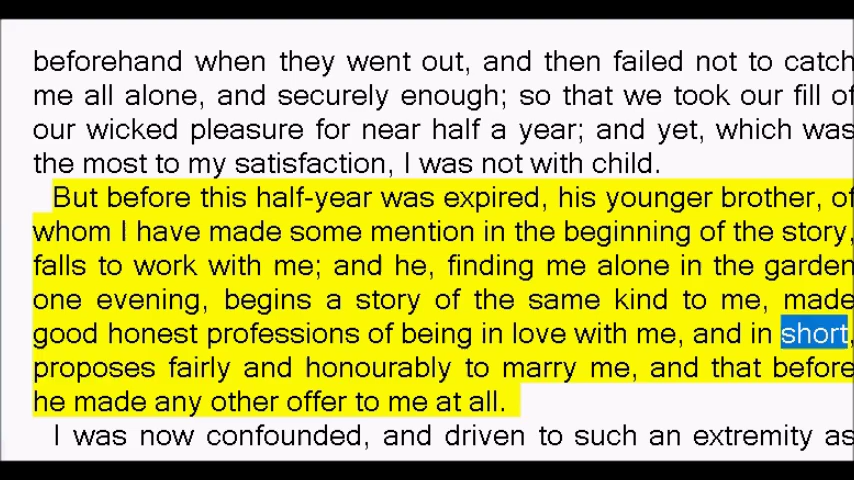 beforehand when they went out, and then failed not to catch
me all alone, and securely enough; so that we took our fill of
our wicked pleasure for near half a year; and yet, which was
the most to my satisfaction, I was not with child.
But before this half-year was expired, his younger brother, of
whom I have made some mention in the beginning of the story,
falls to work with me; and he, finding me alone in the garden
one evening, begins a story of the same kind to me, made
good honest professions of being in love with me, and in short,
proposes fairly and honourably to marry me, and that before
he made any other offer to me at all.
I was now confounded, and driven to such an extremity as